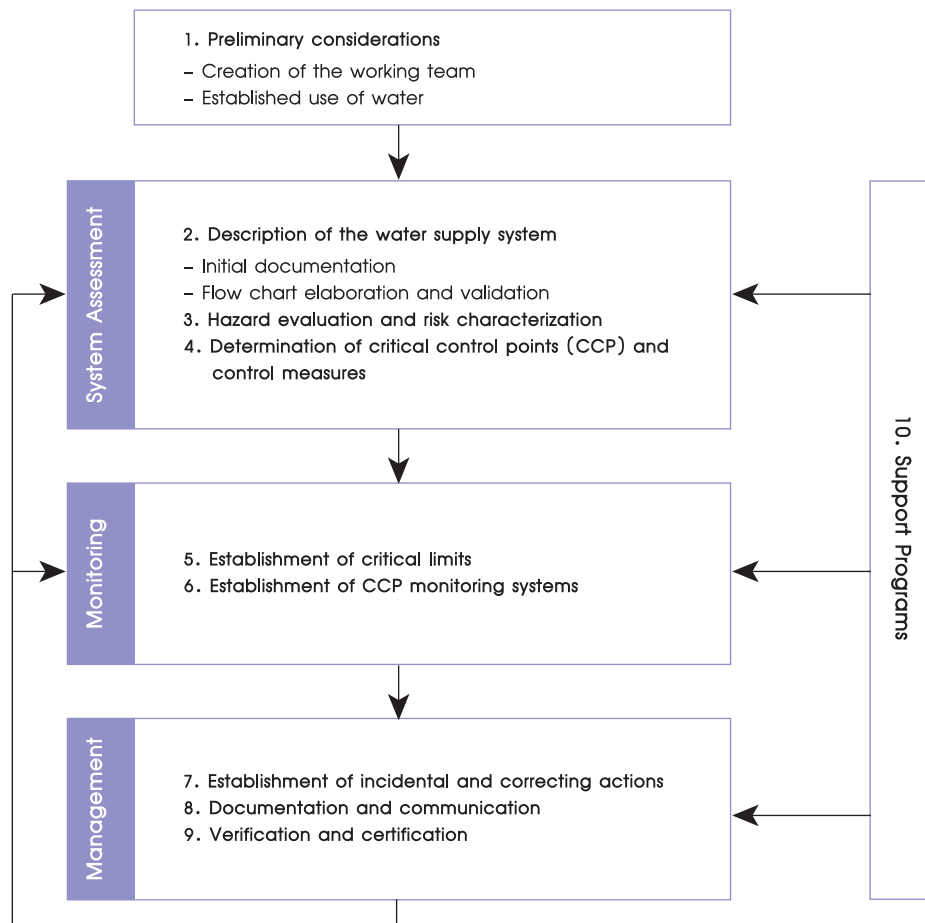 1. Preliminary considerations
– Creation of the working team
– Established use of water
System Assessment
2. Description of the water supply system
– Initial documentation
– Flow chart elaboration and validation
3. Hazard evaluation and risk characterization
4. Determination of critical control points (CCP) and
control measures
Monitoring
5. Establishment of critical limits
6. Establishment of CCP monitoring systems
Management
7. Establishment of incidental and correcting actions
8. Documentation and communication
9. Verification and certification
10. Support Programs